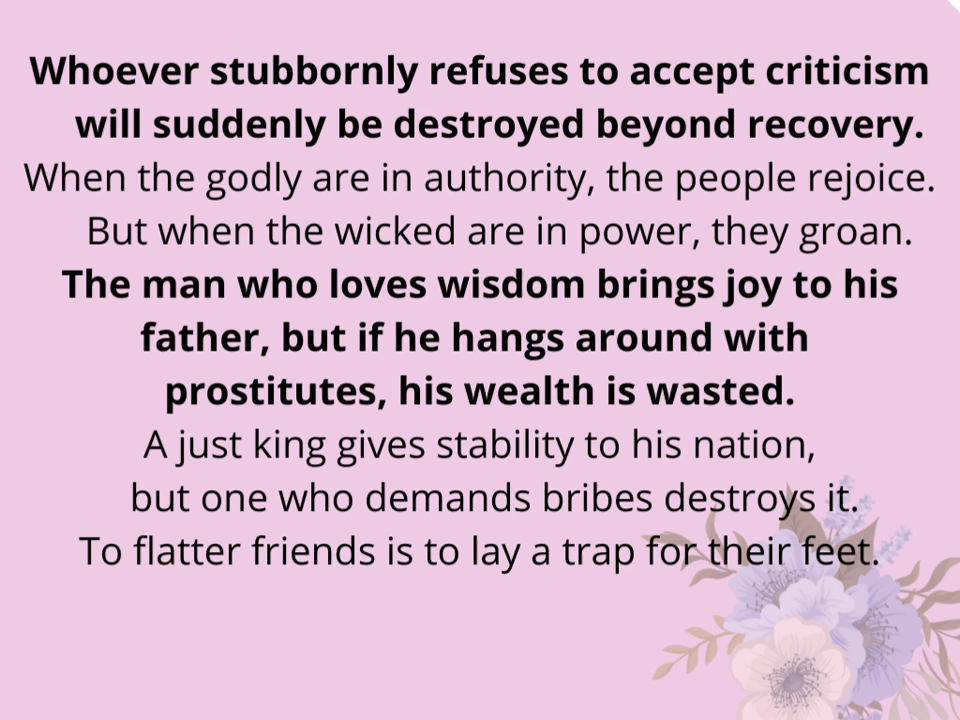 Whoever stubbornly refuses to accept criticism
will suddenly be destroyed beyond recovery.
When the godly are in authority, the people rejoice.
But when the wicked are in power, they groan.
The man who loves wisdom brings joy to his
father, but if he hangs around with
prostitutes, his wealth is wasted.
A just king gives stability to his nation,
but one who demands bribes destroys it.
To flatter friends is to lay a trap for their feet.